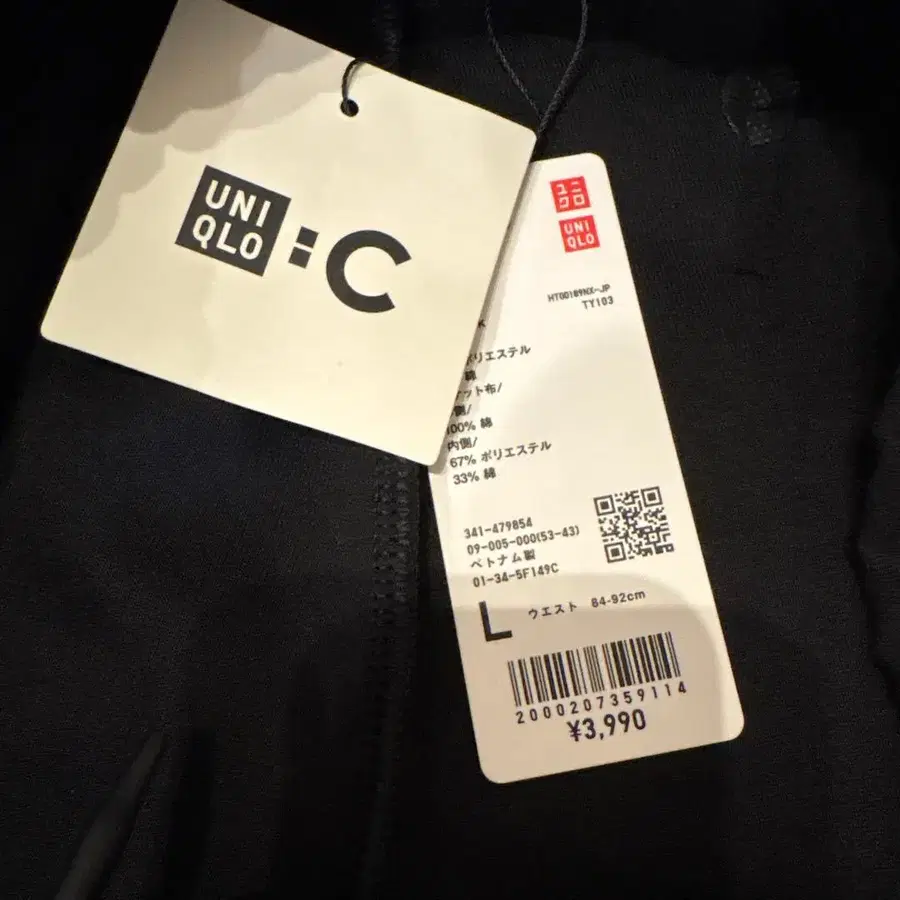 UNI
QLO : C
ユニ
クロ
UNI
QLO
HT00189NX-JP
TY103
K
ポリエステル
綿
ット布/
側/
100% 綿
内側/
67% ポリエステル
33% 綿
341-479854
09-005-000(53-43)
ベトナム製
01-34-5F149C
L ウエスト 84-92cm
2000207359114
¥3,990